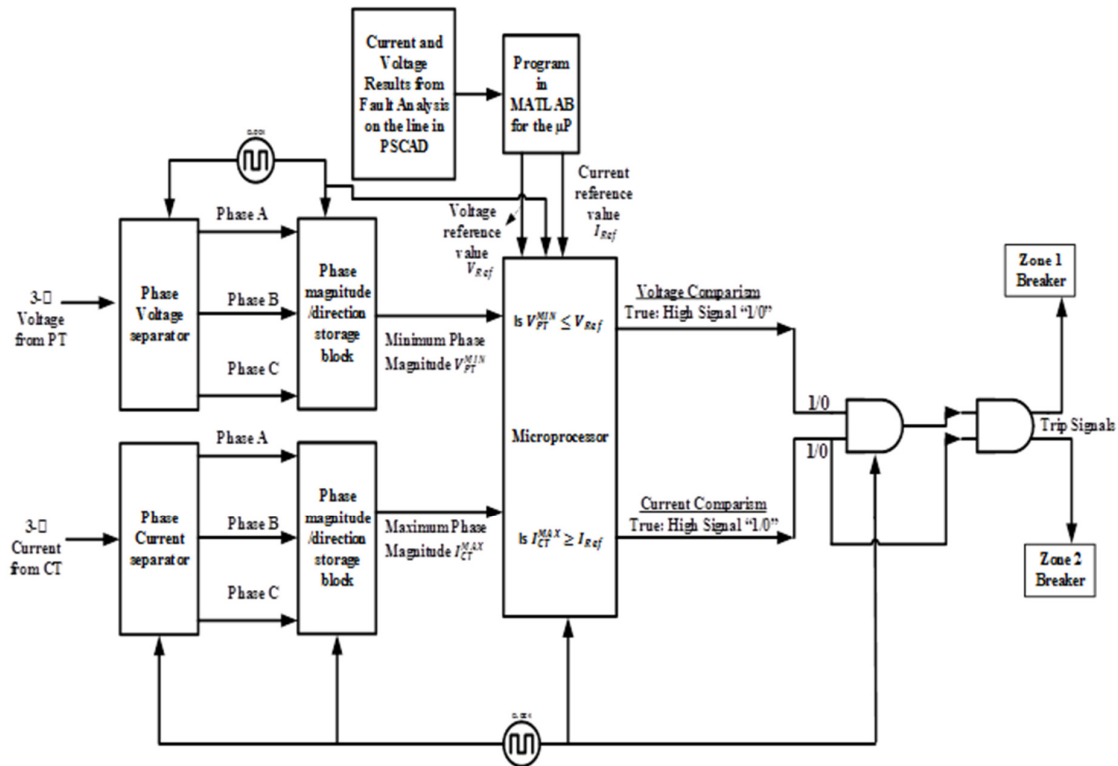 Current and
Voltage
Results from
Fault Analysis
on the line in
PSCAD
Program
in
MATLAB
for the µP
Current
reference
value
I_Ref
Voltage
reference
value
V_Ref
3-□
Voltage
from PT
Phase
Voltage
separator
Phase A
Phase B
Phase C
Phase
magnitude
/direction
storage
block
Minimum Phase
Magnitude V_PT^MIN
Is V_PT^MIN ≤ V_Ref
Microprocessor
Is I_CT^MAX ≥ I_Ref
Voltage Comparism
True: High Signal “1/0”
1/0
1/0
Zone 1
Breaker
Trip Signals
Zone 2
Breaker
3-□
Current
from CT
Phase
Current
separator
Phase A
Phase B
Phase C
Phase
magnitude
/direction
storage
block
Maximum Phase
Magnitude I_CT^MAX
Current Comparism
True: High Signal “1/0”